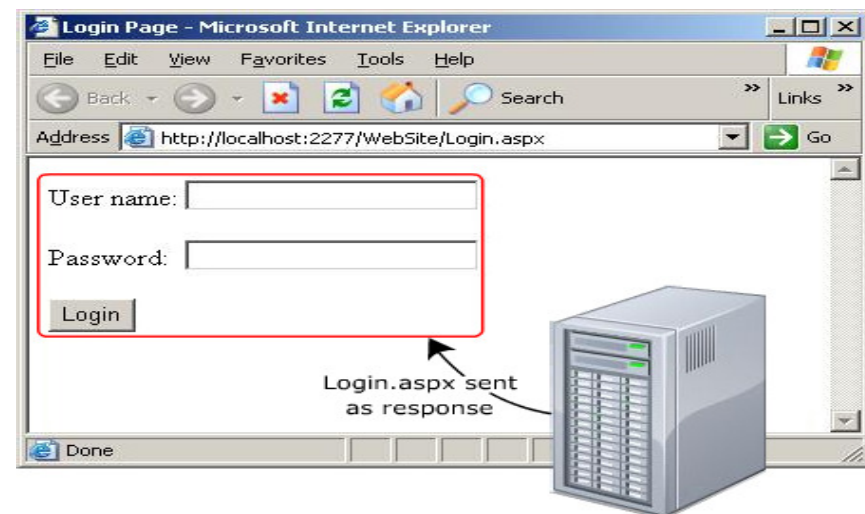 Login Page - Microsoft Internet Explorer
File Edit View Favorites Tools Help
Back Search » Links »
Address http://localhost:2277/WebSite/Login.aspx Go
User name:
Password:
Login
Login.aspx sent
as response
Done